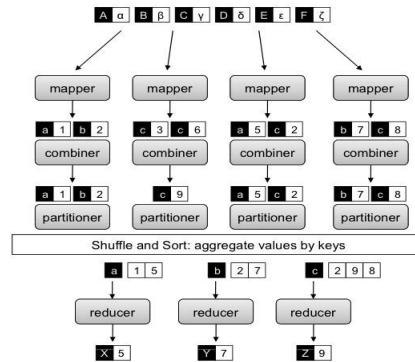 A α B β C γ D δ E ε F ζ
mapper mapper mapper mapper
a 1 b 2 c 3 c 6 a 5 c 2 b 7 c 8
combiner combiner combiner combiner
a 1 b 2 c 9 a 5 c 2 b 7 c 8
partitioner partitioner partitioner partitioner
Shuffle and Sort: aggregate values by keys
a 1 5 b 2 7 c 2 9 8
reducer reducer reducer
X 5 Y 7 Z 9